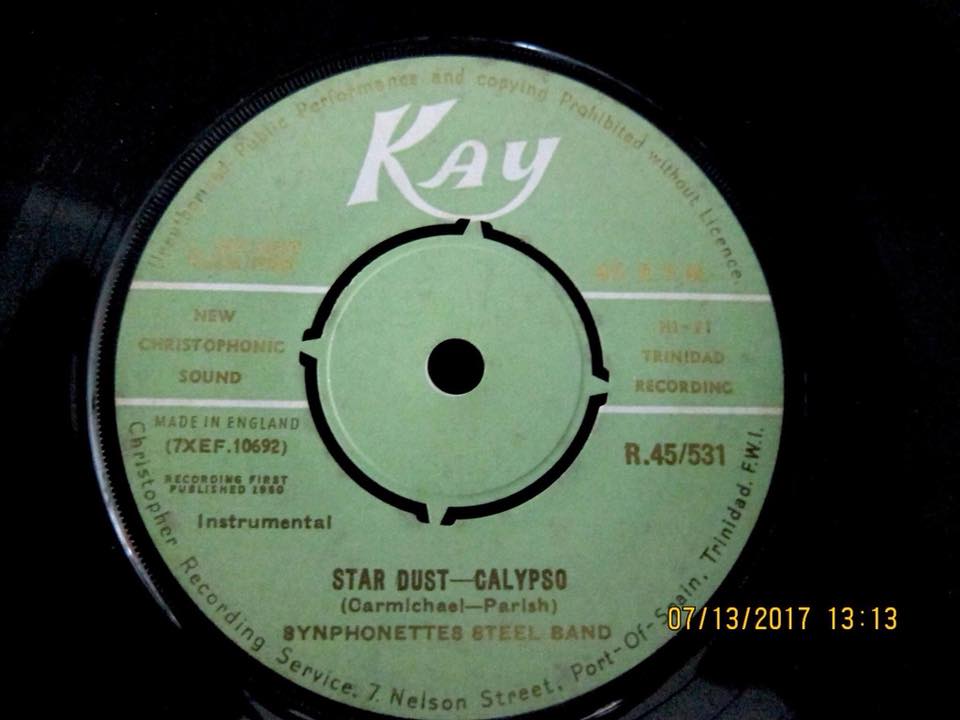 Unauthorised Public Performance and copying Prohibited without Licence.
Kay
45 R.P.M.
NEW
CHRISTOPHONIC
SOUND
HI-FI
TRINIDAD
RECORDING
MADE IN ENGLAND
(7XEF.10692)
R.45/531
RECORDING FIRST
PUBLISHED 1960
Instrumental
STAR DUST—CALYPSO
(Carmichael—Parish)
SYNPHONETTES STEEL BAND
Christopher Recording Service, 7, Nelson Street, Port-Of-Spain, Trinidad, F.W.I.
07/13/2017 13:13